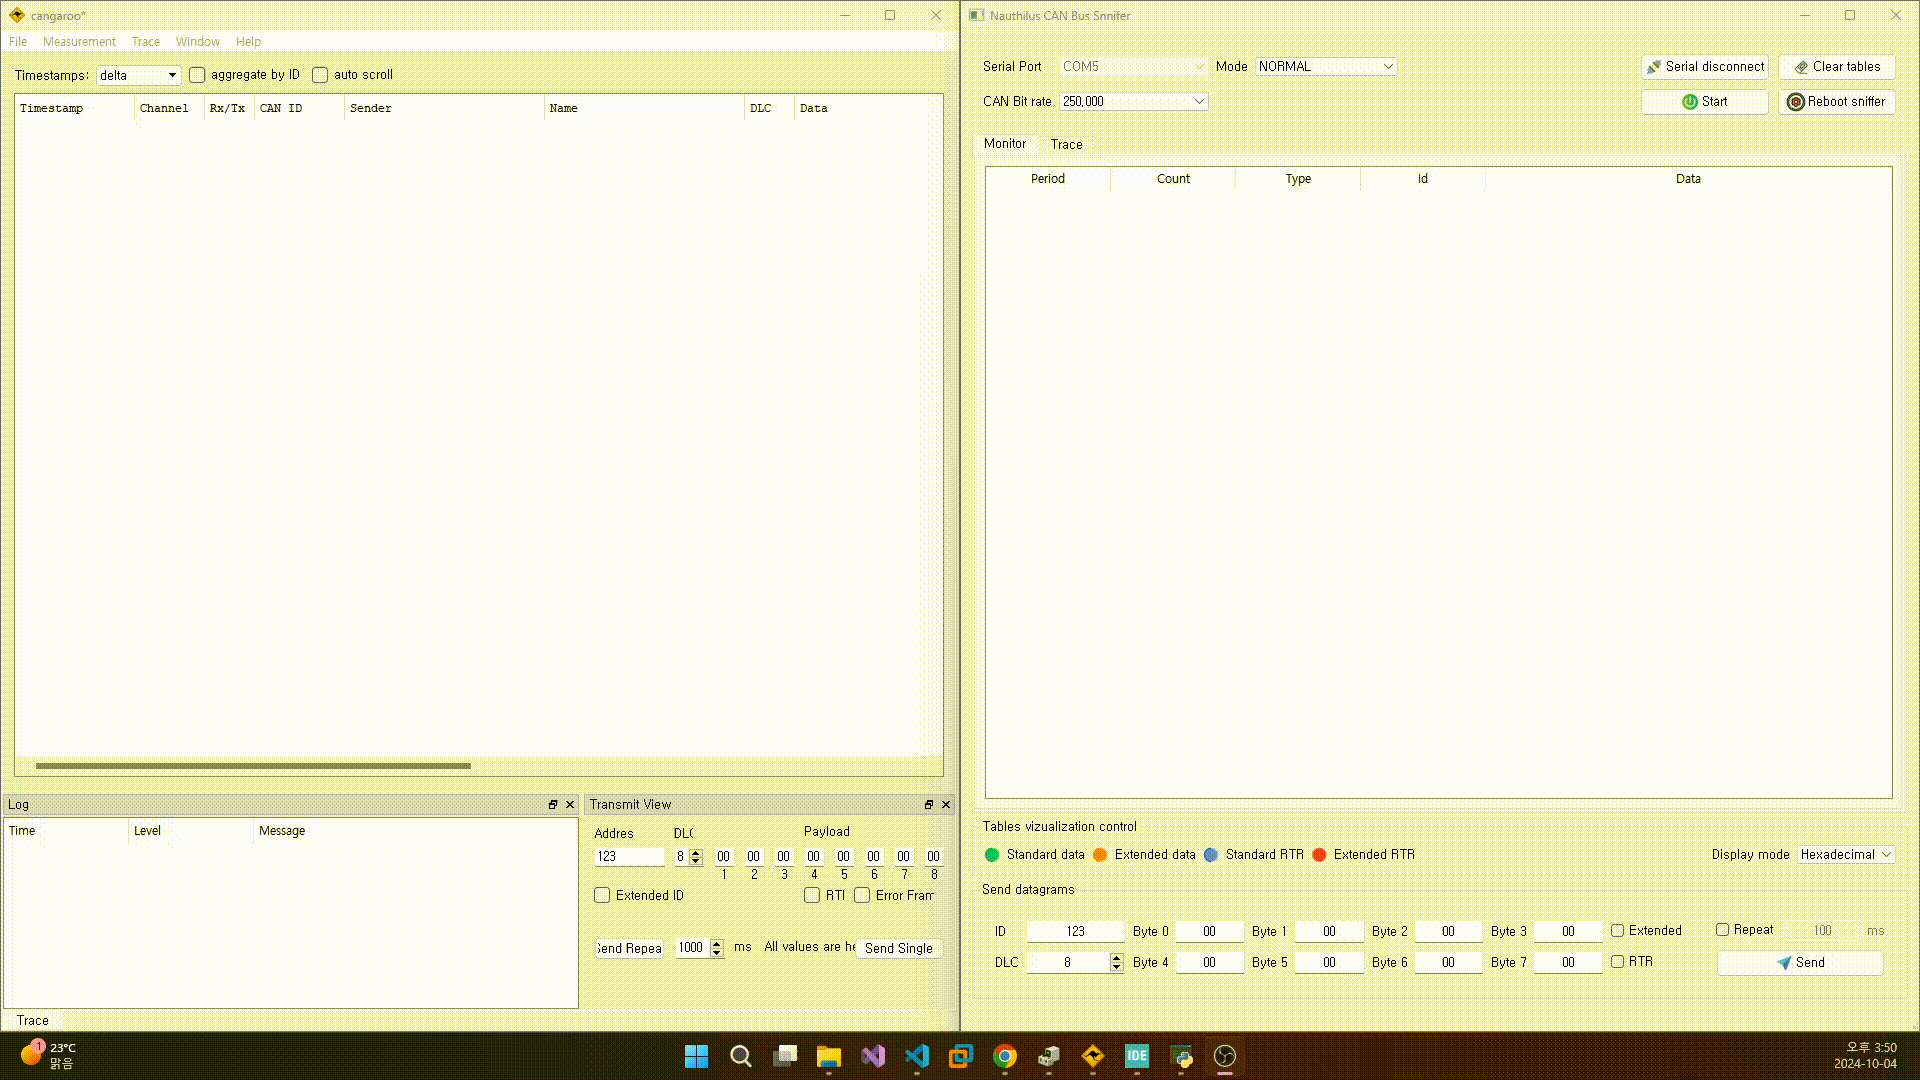 cangaroo*
File Measurement Trace Window Help
Timestamps: delta aggregate by ID auto scroll
Timestamp Channel Rx/Tx CAN ID Sender Name DLC Data
Log
Time Level Message
Trace
Transmit View
Addres DLC Payload
123 8 00 00 00 00 00 00 00 00
1 2 3 4 5 6 7 8
Extended ID RTI Error Fram
Send Repea 1000 ms All values are he Send Single
Nauthilus CAN Bus Snnifer
Serial Port COM5 Mode NORMAL Serial disconnect Clear tables
CAN Bit rate 250,000 Start Reboot sniffer
Monitor Trace
Period Count Type Id Data
Tables vizualization control
Standard data Extended data Standard RTR Extended RTR Display mode Hexadecimal
Send datagrams
ID 123 Byte 0 00 Byte 1 00 Byte 2 00 Byte 3 00 Extended Repeat 100 ms
DLC 8 Byte 4 00 Byte 5 00 Byte 6 00 Byte 7 00 RTR Send
1
23°C
맑음
IDE
오후 3:50
2024-10-04